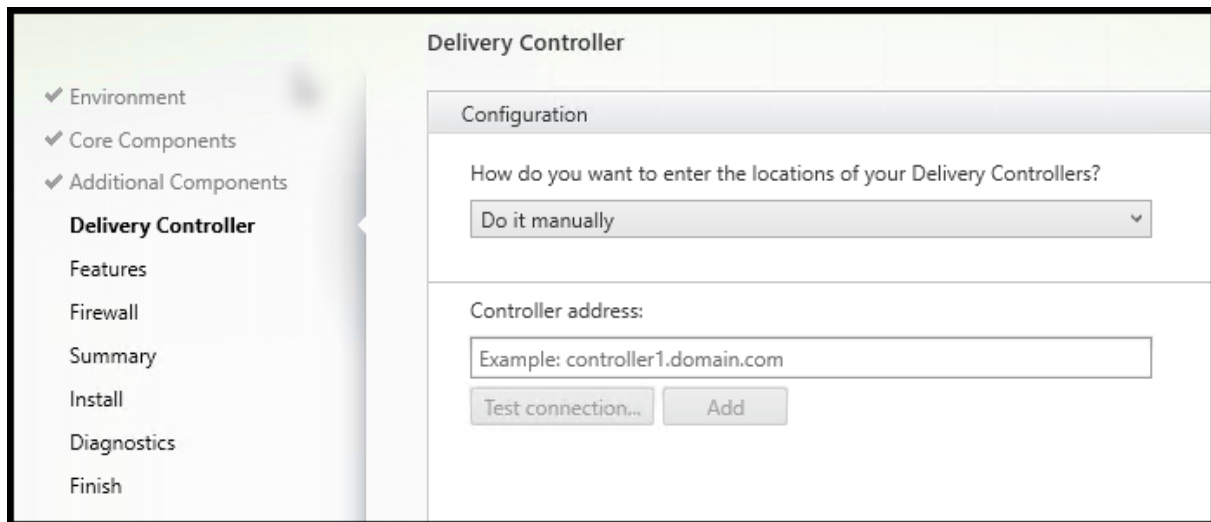 Delivery Controller
Environment
Core Components
Additional Components
Delivery Controller
Features
Firewall
Summary
Install
Diagnostics
Finish
Configuration
How do you want to enter the locations of your Delivery Controllers?
Do it manually
Controller address:
Example: controller1.domain.com
Test connection... Add